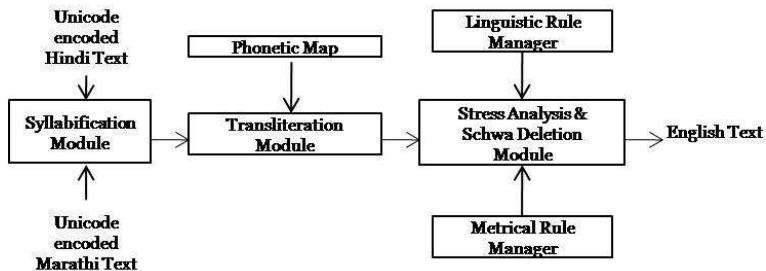 Unicode
encoded
Hindi Text
Syllabification
Module
Unicode
encoded
Marathi Text
Phonetic Map
Transliteration
Module
Linguistic Rule
Manager
Stress Analysis &
Schwa Deletion
Module
Metrical Rule
Manager
English Text